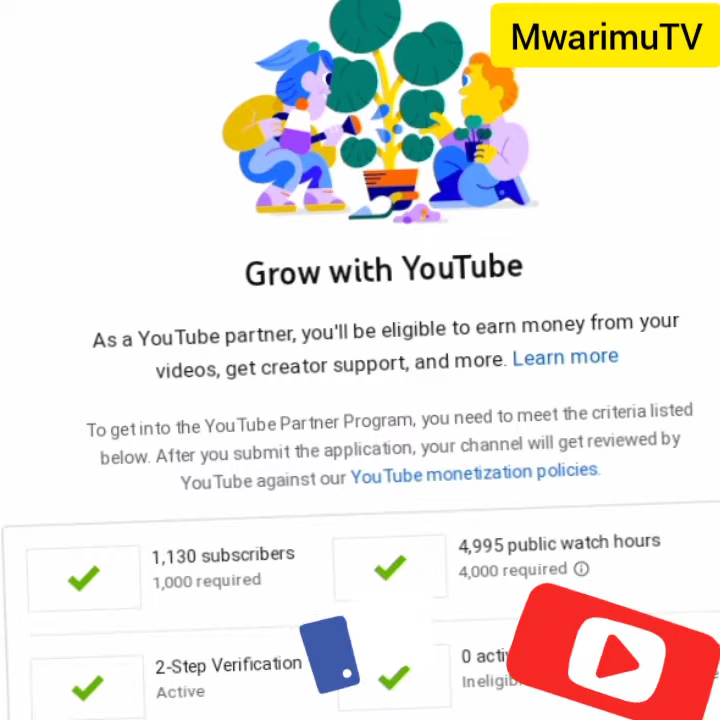 MwarimuTV
Grow with YouTube
As a YouTube partner, you'll be eligible to earn money from your
videos, get creator support, and more. Learn more
To get into the YouTube Partner Program, you need to meet the criteria listed
below. After you submit the application, your channel will get reviewed by
YouTube against our YouTube monetization policies.
1,130 subscribers
1,000 required
4,995 public watch hours
4,000 required
2-Step Verification
Active
0